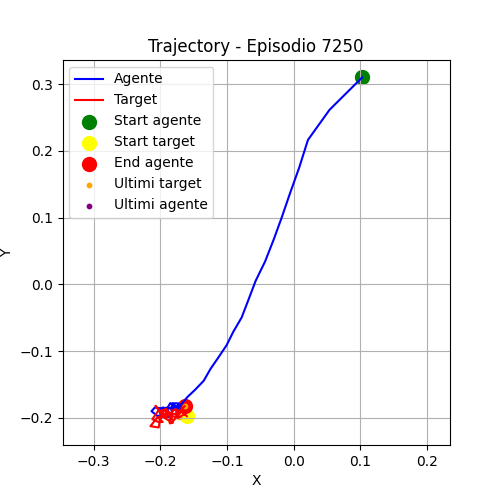 Trajectory - Episodio 7250
Agente
Target
Start agente
Start target
End agente
Ultimi target
Ultimi agente
Y
0.3
0.2
0.1
0.0
−0.1
−0.2
−0.3
−0.2
−0.1
0.0
0.1
0.2
X